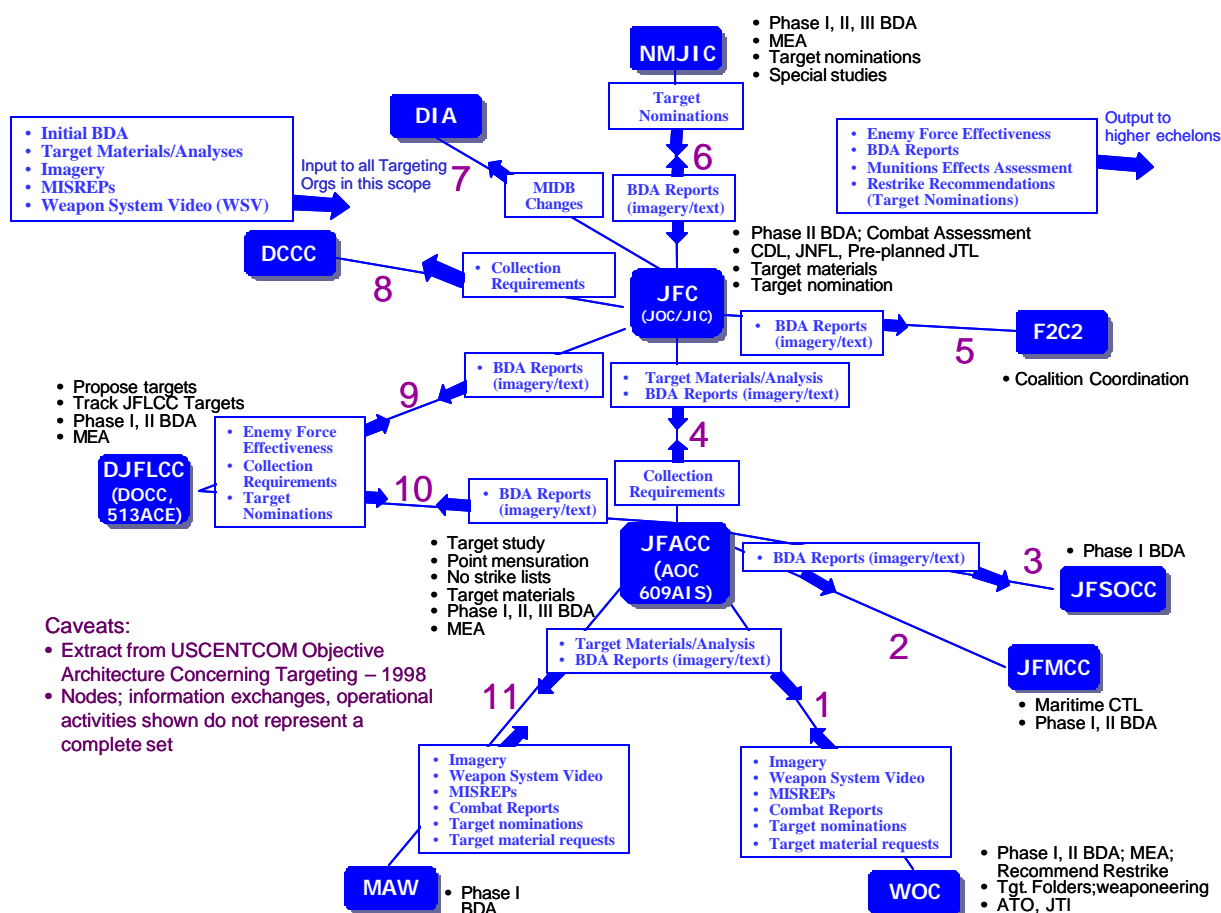 NMJIC
• Phase I, II, III BDA
• MEA
• Target nominations
• Special studies
DIA
Target
Nominations
• Initial BDA
• Target Materials/Analyses
• Imagery
• MISREPs
• Weapon System Video (WSV)
Input to all Targeting
Orgs in this scope
7
6
• Enemy Force Effectiveness
• BDA Reports
• Munitions Effects Assessment
• Restrike Recommendations
(Target Nominations)
Output to
higher echelons
MIDB
Changes
BDA Reports
(imagery/text)
DCCC
8
• Collection
Requirements
JFC
(JOC/JIC)
• Phase II BDA; Combat Assessment
• CDL, JNFL, Pre-planned JTL
• Target materials
• Target nomination
• BDA Reports
(imagery/text)
5
F2C2
• Coalition Coordination
• BDA Reports
(imagery/text)
9
• Target Materials/Analysis
• BDA Reports (imagery/text)
4
Collection
Requirements
• Propose targets
• Track JFLCC Targets
• Phase I, II BDA
• MEA
DJFLCC
(DOCC,
513ACE)
• Enemy Force
Effectiveness
• Collection
Requirements
• Target
Nominations
10
• BDA Reports
(imagery/text)
• Target study
• Point mensuration
• No strike lists
• Target materials
• Phase I, II, III BDA
• MEA
JFACC
(AOC
609AIS)
• BDA Reports (imagery/text)
3
• Phase I BDA
JFSOCC
2
JFMCC
• Maritime CTL
• Phase I, II BDA
Caveats:
• Extract from USCENTCOM Objective
Architecture Concerning Targeting – 1998
• Nodes; information exchanges, operational
activities shown do not represent a
complete set
• Target Materials/Analysis
• BDA Reports (imagery/text)
11
1
• Imagery
• Weapon System Video
• MISREPs
• Combat Reports
• Target nominations
• Target material requests
• Imagery
• Weapon System Video
• MISREPs
• Combat Reports
• Target nominations
• Target material requests
MAW
• Phase I
BDA
WOC
• Phase I, II BDA; MEA;
Recommend Restrike
• Tgt. Folders;weaponeering
• ATO, JTI